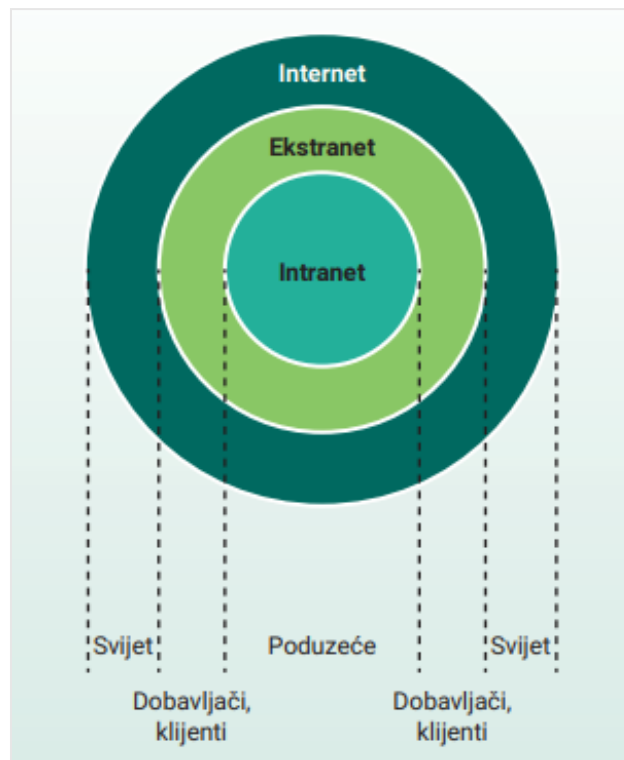 Internet
Ekstranet
Intranet
Svijet
Poduzeće
Svijet
Dobavljači,
klijenti
Dobavljači,
klijenti